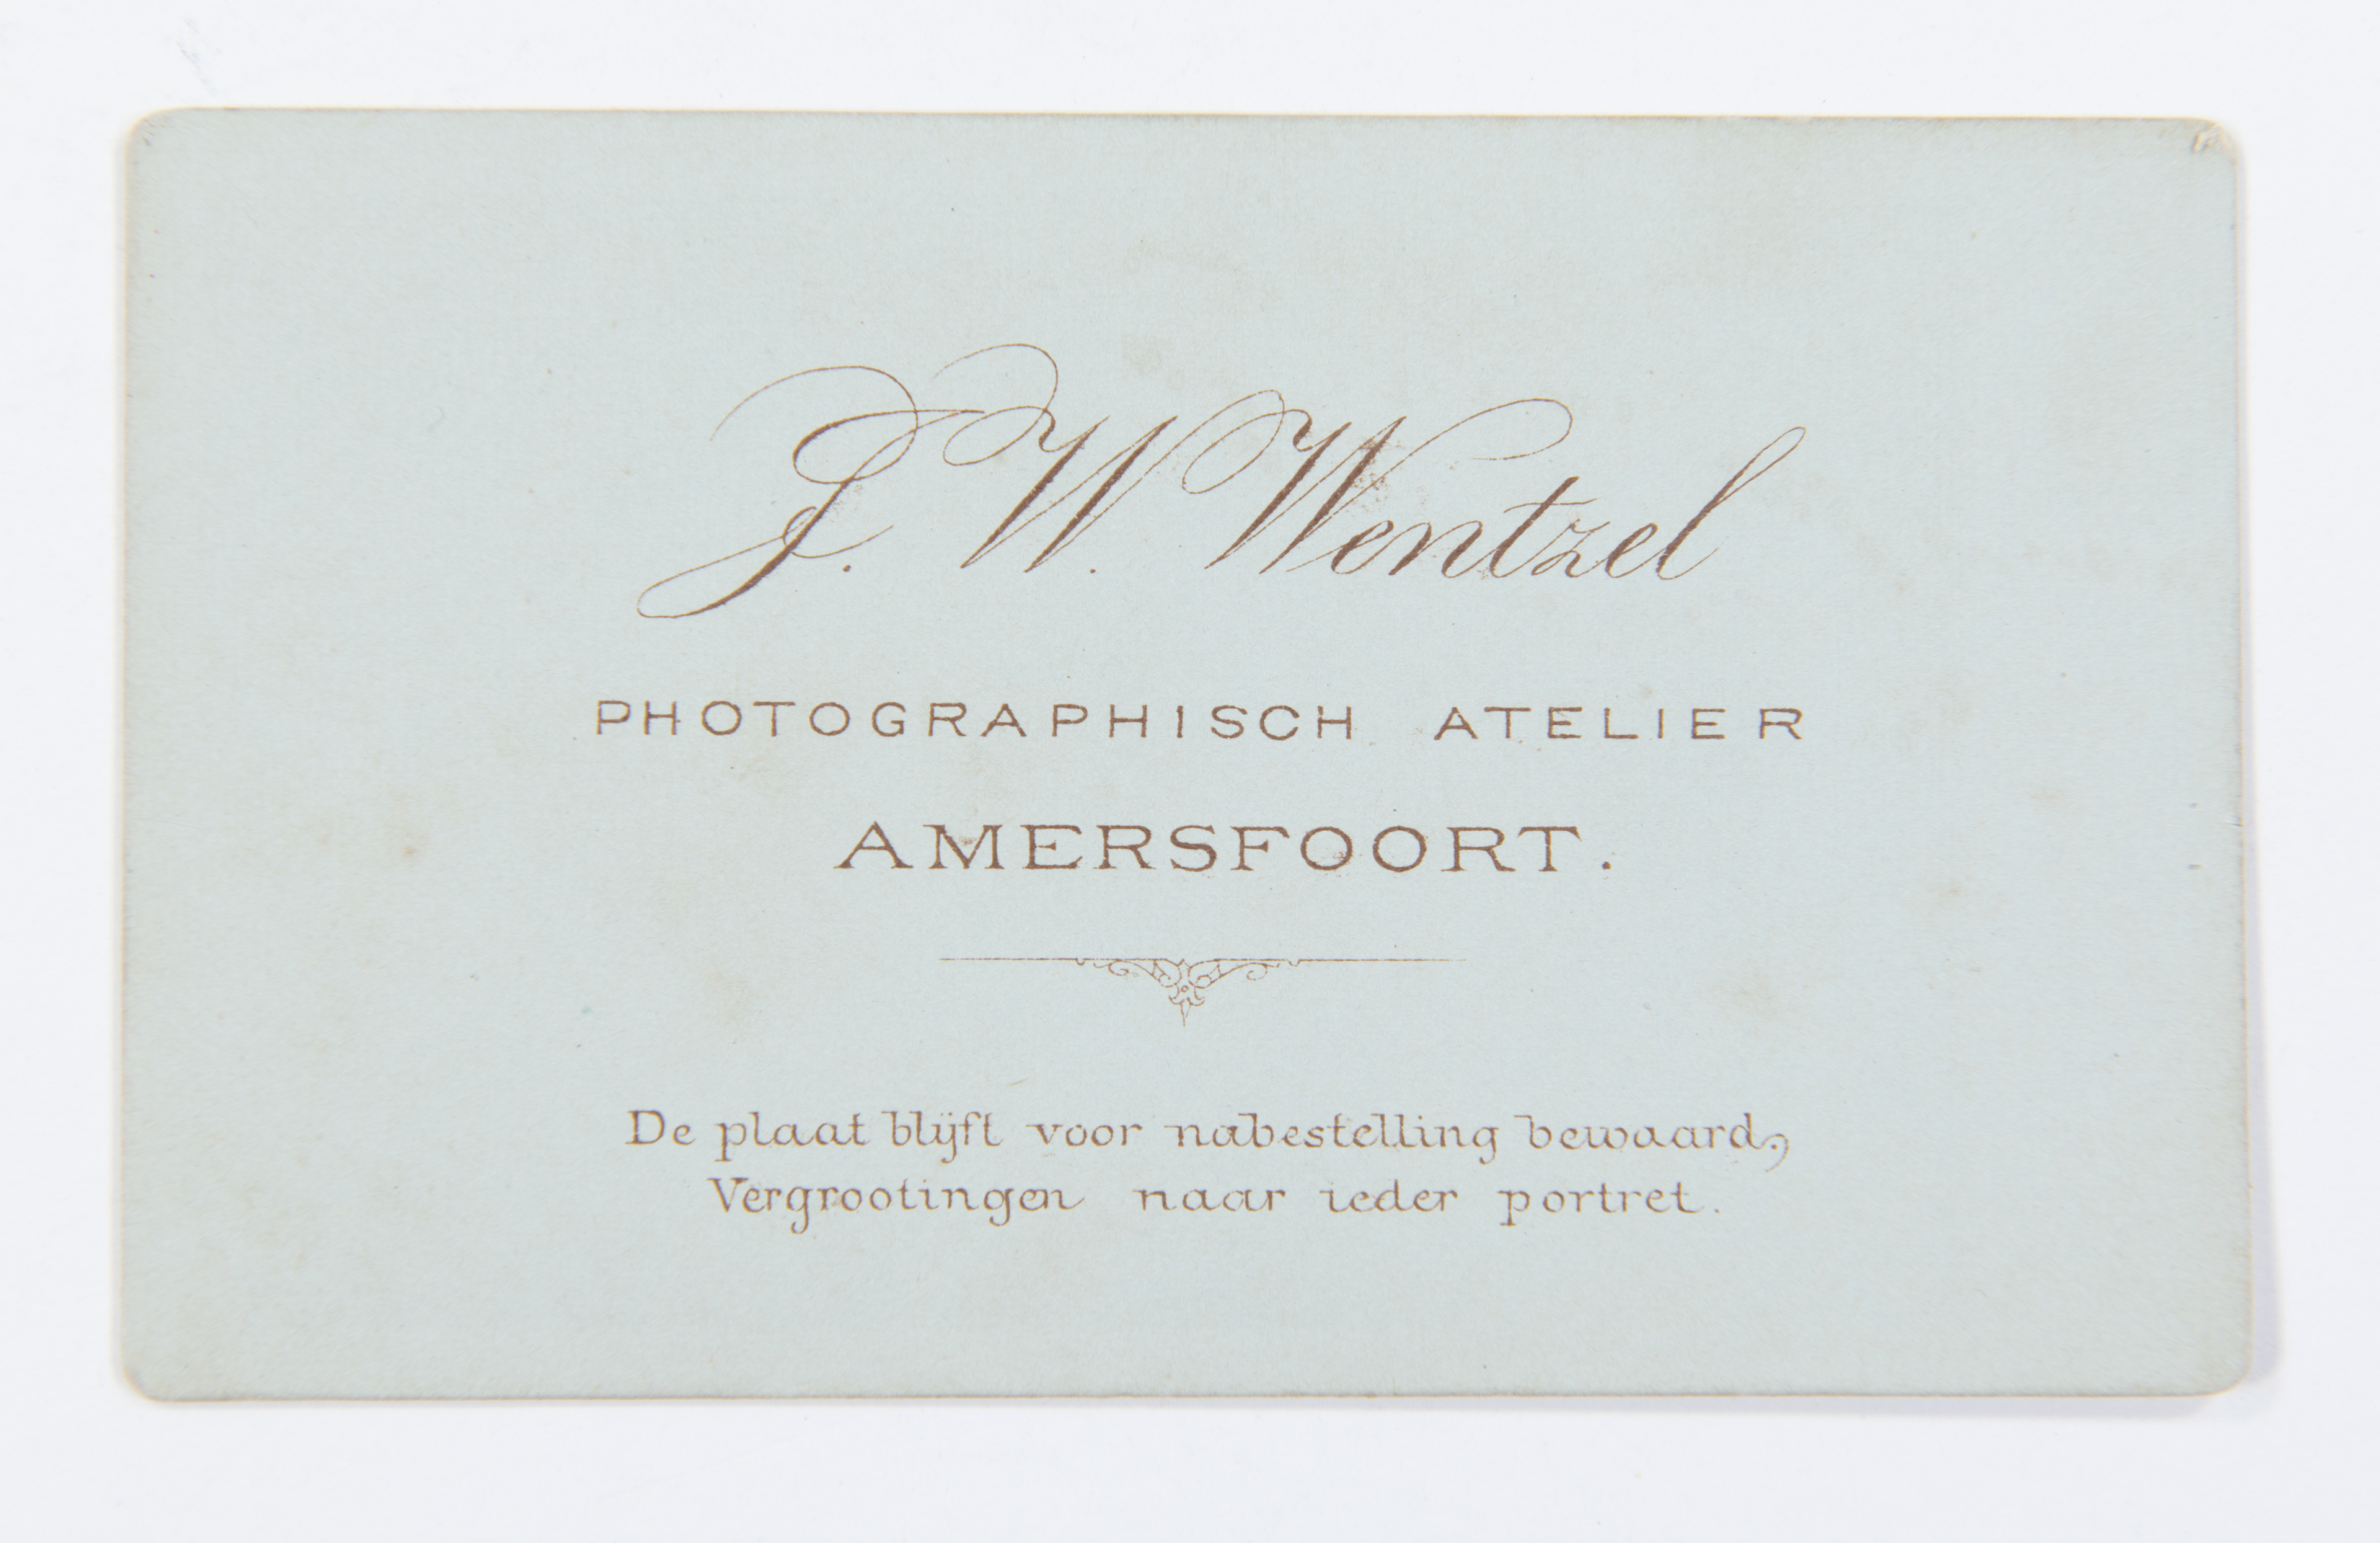 J. W. Wentzel
PHOTOGRAPHISCH ATELIER
AMERSFOORT.
De plaat blijft voor nabestelling bewaard,
Vergrootingen naar ieder portret.